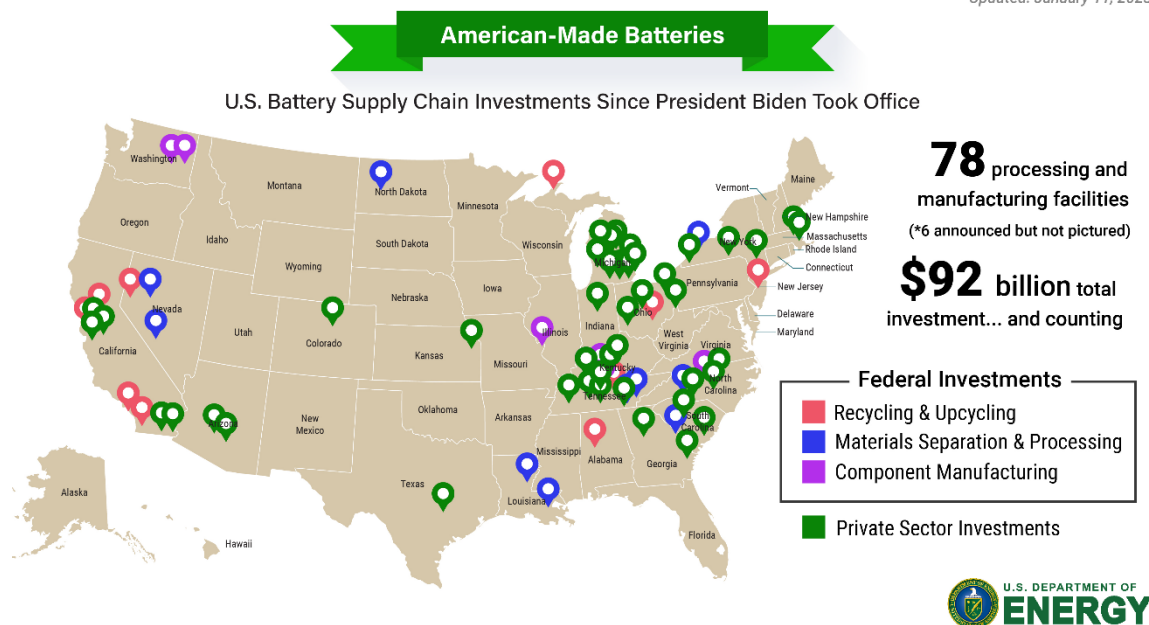 American-Made Batteries
U.S. Battery Supply Chain Investments Since President Biden Took Office
78 processing and
manufacturing facilities
(*6 announced but not pictured)
$92 billion total
investment... and counting
Federal Investments
Recycling & Upcycling
Materials Separation & Processing
Component Manufacturing
Private Sector Investments
Washington
Montana
North Dakota
Minnesota
Vermont
Maine
Oregon
Idaho
South Dakota
Wisconsin
Michigan
New York
New Hampshire
Massachusetts
Rhode Island
Connecticut
Wyoming
Nebraska
Iowa
Pennsylvania
New Jersey
Nevada
Utah
Colorado
Kansas
Missouri
Illinois
Indiana
Ohio
West
Virginia
Virginia
Delaware
Maryland
California
Arizona
New
Mexico
Oklahoma
Arkansas
Kentucky
Tennessee
North
Carolina
South
Carolina
Mississippi
Alabama
Georgia
Texas
Louisiana
Florida
Alaska
Hawaii
U.S. DEPARTMENT OF
ENERGY